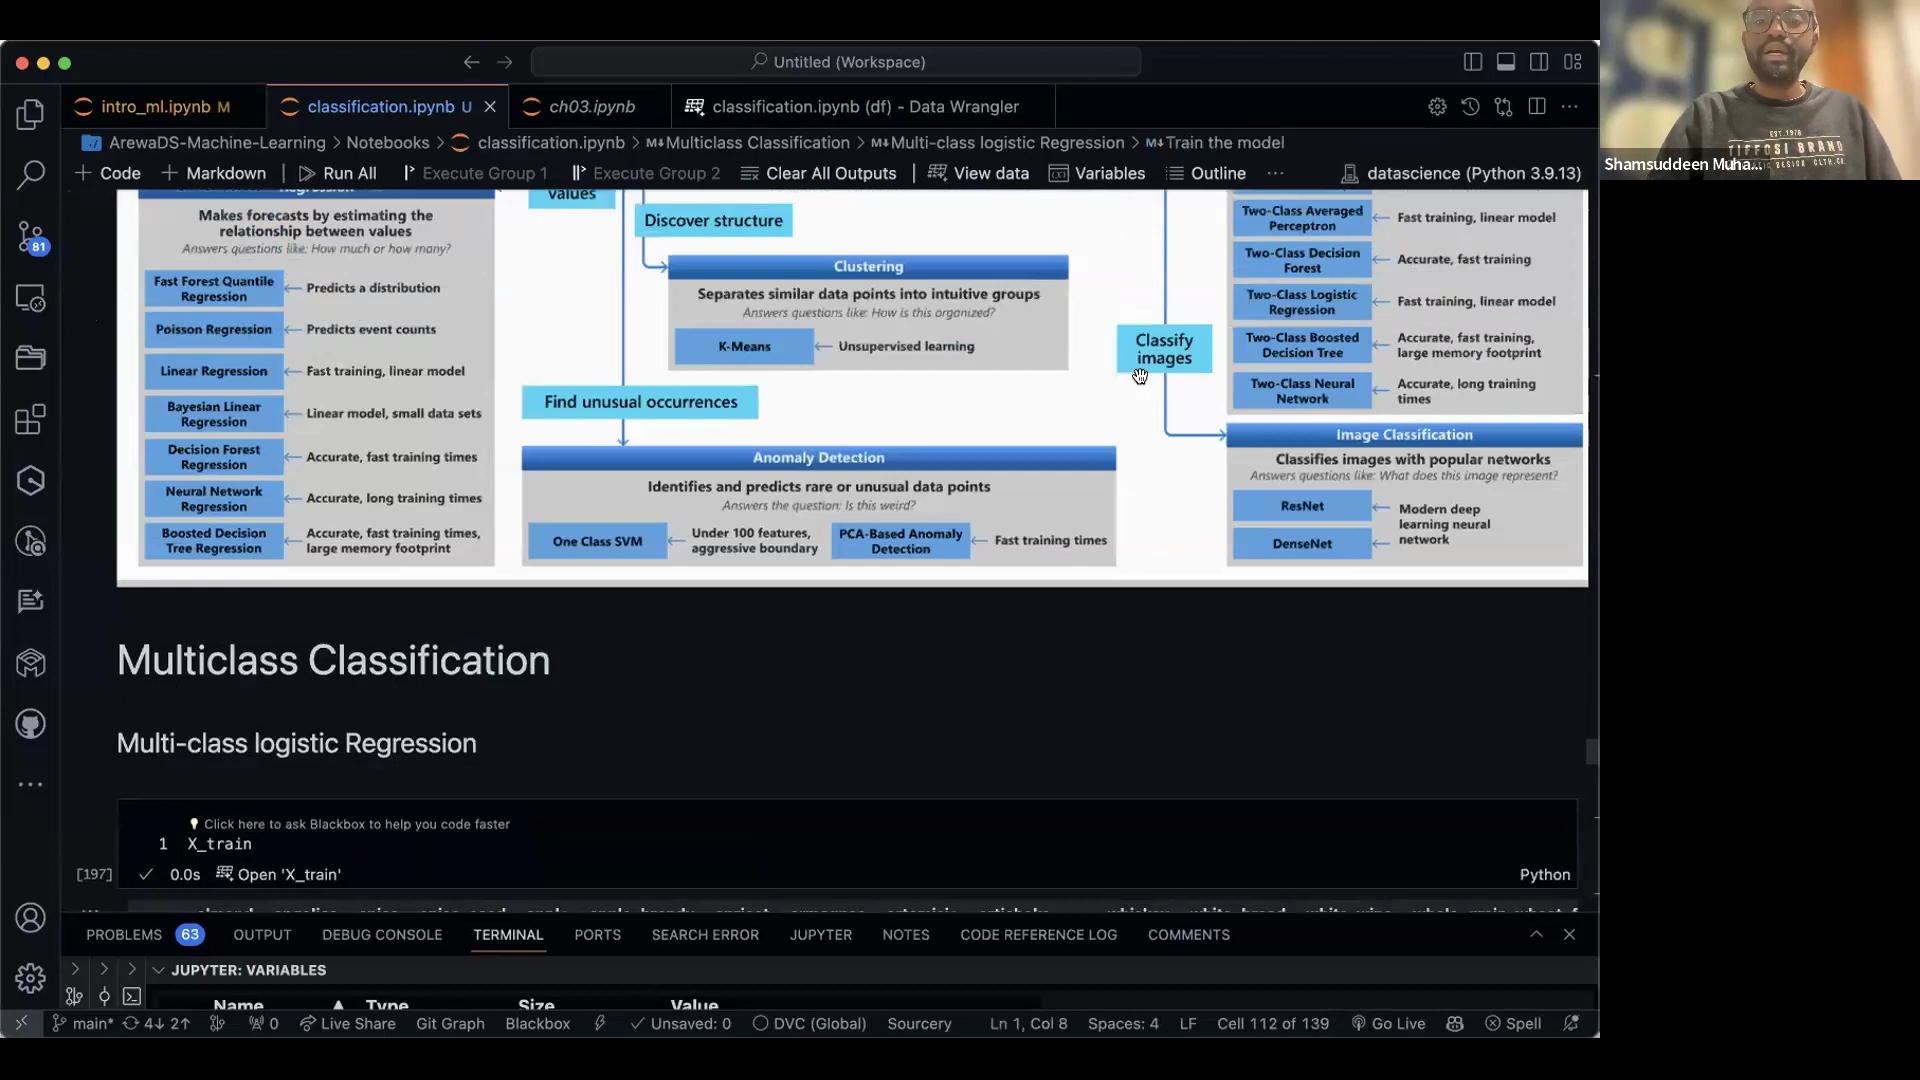 Untitled (Workspace)
intro_ml.ipynb M
classification.ipynb U
ch03.ipynb
classification.ipynb (df) - Data Wrangler
ArewaDS-Machine-Learning > Notebooks > classification.ipynb > M↓Multiclass Classification > M↓Multi-class logistic Regression > M↓Train the model
+ Code + Markdown Run All Execute Group 1 Execute Group 2 Clear All Outputs View data Variables Outline ... datascience (Python 3.9.13)
Shamsuddeen Muha...
EST.1978
TIFFOSI BRAND
Regression
Makes forecasts by estimating the
relationship between values
Answers questions like: How much or how many?
Fast Forest Quantile
Regression
Predicts a distribution
Poisson Regression
Predicts event counts
Linear Regression
Fast training, linear model
Bayesian Linear
Regression
Linear model, small data sets
Decision Forest
Regression
Accurate, fast training times
Neural Network
Regression
Accurate, long training times
Boosted Decision
Tree Regression
Accurate, fast training times,
large memory footprint
values
Discover structure
Clustering
Separates similar data points into intuitive groups
Answers questions like: How is this organized?
K-Means
Unsupervised learning
Find unusual occurrences
Anomaly Detection
Identifies and predicts rare or unusual data points
Answers the question: Is this weird?
One Class SVM
Under 100 features,
aggressive boundary
PCA-Based Anomaly
Detection
Fast training times
Classify
images
Two-Class Averaged
Perceptron
Fast training, linear model
Two-Class Decision
Forest
Accurate, fast training
Two-Class Logistic
Regression
Fast training, linear model
Two-Class Boosted
Decision Tree
Accurate, fast training,
large memory footprint
Two-Class Neural
Network
Accurate, long training
times
Image Classification
Classifies images with popular networks
Answers questions like: What does this image represent?
ResNet
DenseNet
Modern deep
learning neural
network
Multiclass Classification
Multi-class logistic Regression
Click here to ask Blackbox to help you code faster
1 X_train
[197] 0.0s Open 'X_train' Python
PROBLEMS 63 OUTPUT DEBUG CONSOLE TERMINAL PORTS SEARCH ERROR JUPYTER NOTES CODE REFERENCE LOG COMMENTS
JUPYTER: VARIABLES
Name Type Size Value
81
main* 4↓ 2↑ 0 Live Share Git Graph Blackbox Unsaved: 0 DVC (Global) Sourcery Ln 1, Col 8 Spaces: 4 LF Cell 112 of 139 Go Live Spell